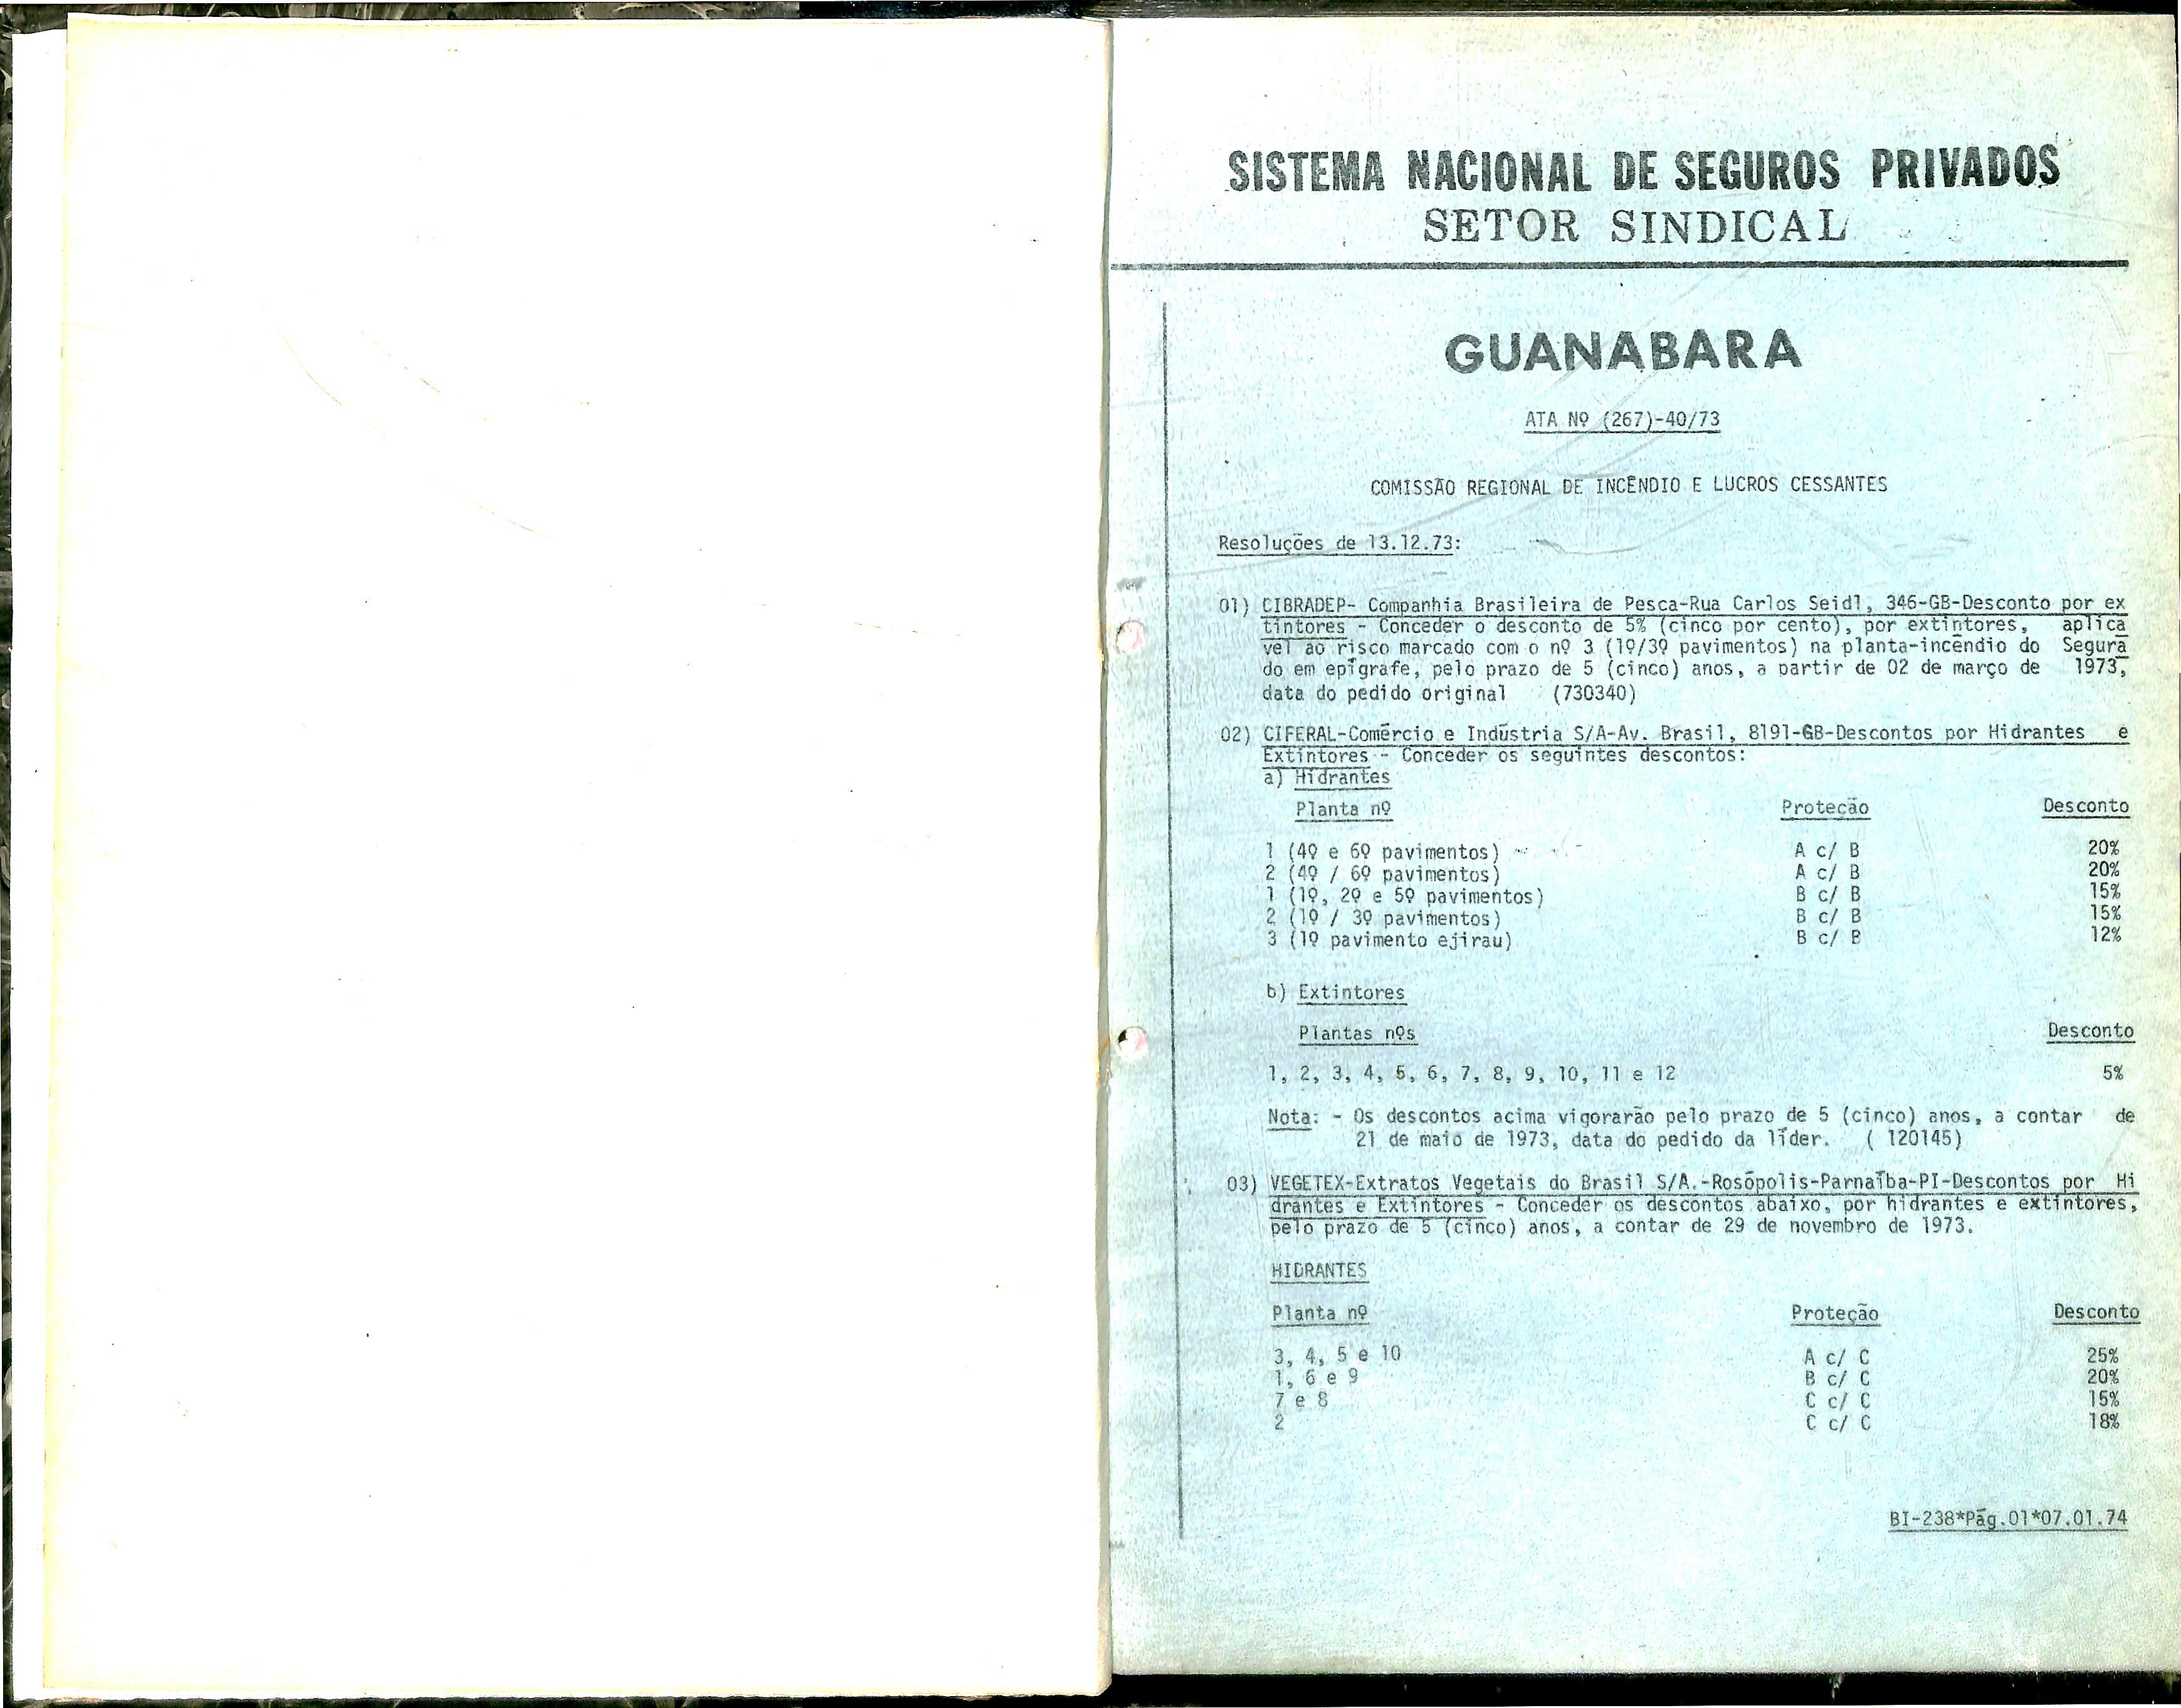 SISTEMA NACIONAL DE SEGUROS PRIVADOS
SETOR SINDICAL
GUANABARA
ATA Nº (267)-40/73
COMISSÃO REGIONAL DE INCÊNDIO E LUCROS CESSANTES
Resoluções de 13.12.73:
01) CIBRADEP- Companhia Brasileira de Pesca-Rua Carlos Seidl, 346-GB-Desconto por ex
tintores - Conceder o desconto de 5% (cinco por cento), por extintores, aplicá
vel ao risco marcado com o nº 3 (1º/3º pavimentos) na planta-incêndio do Segura
do em epígrafe, pelo prazo de 5 (cinco) anos, a partir de 02 de março de 1973,
data do pedido original (730340)
02) CIFERAL-Comércio e Indústria S/A-Av. Brasil, 8191-GB-Descontos por Hidrantes e
Extintores - Conceder os seguintes descontos:
a) Hidrantes
Planta nº Proteção Desconto
1 (4º e 6º pavimentos) A c/ B 20%
2 (4º / 6º pavimentos) A c/ B 20%
1 (1º, 2º e 5º pavimentos) B c/ B 15%
2 (1º / 3º pavimentos) B c/ B 15%
3 (1º pavimento ejirau) B c/ B 12%
b) Extintores
Plantas nºs Desconto
1, 2, 3, 4, 5, 6, 7, 8, 9, 10, 11 e 12 5%
Nota: - Os descontos acima vigorarão pelo prazo de 5 (cinco) anos, a contar de
21 de maio de 1973, data do pedido da líder. ( 120145)
03) VEGETEX-Extratos Vegetais do Brasil S/A.-Rosópolis-Parnaíba-PI-Descontos por Hi
drantes e Extintores - Conceder os descontos abaixo, por hidrantes e extintores,
pelo prazo de 5 (cinco) anos, a contar de 29 de novembro de 1973.
HIDRANTES
Planta nº Proteção Desconto
3, 4, 5 e 10 A c/ C 25%
1, 6 e 9 B c/ C 20%
7 e 8 C c/ C 15%
2 C c/ C 18%
BI-238*Pág.01*07.01.74